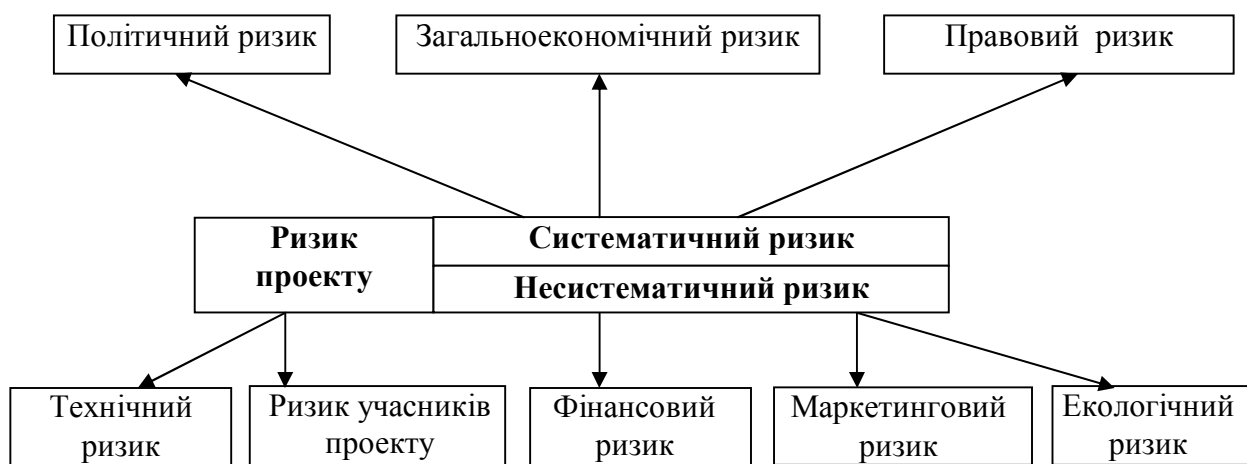 Політичний ризик
Загальноекономічний ризик
Правовий ризик
Ризик
проекту
Систематичний ризик
Несистематичний ризик
Технічний
ризик
Ризик учасників
проекту
Фінансовий
ризик
Маркетинговий
ризик
Екологічний
ризик